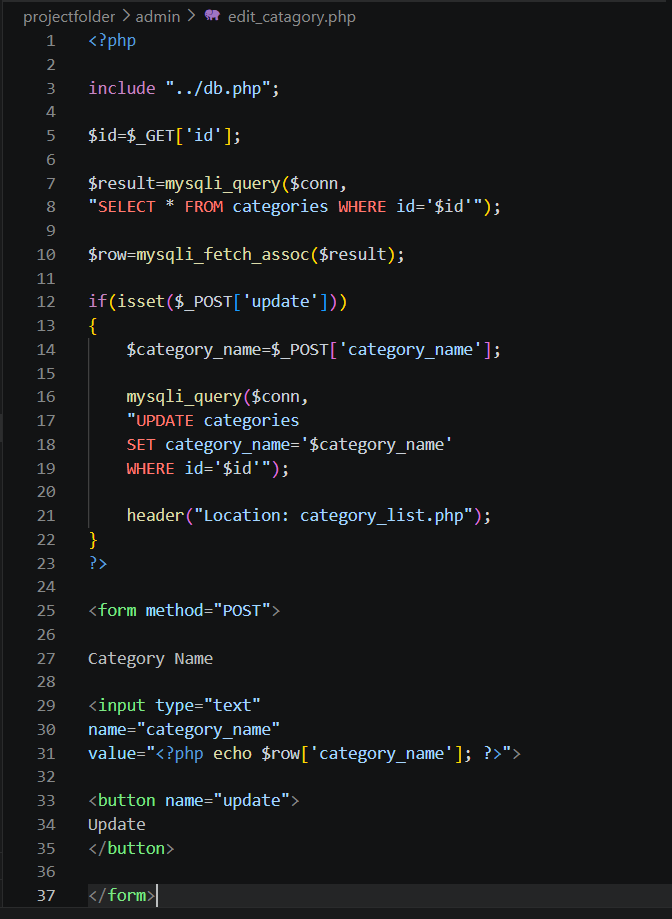 projectfolder > admin > edit_catagory.php
1 <?php
2
3 include "../db.php";
4
5 $id=$_GET['id'];
6
7 $result=mysqli_query($conn,
8 "SELECT * FROM categories WHERE id='$id'");
9
10 $row=mysqli_fetch_assoc($result);
11
12 if(isset($_POST['update']))
13 {
14     $category_name=$_POST['category_name'];
15
16     mysqli_query($conn,
17     "UPDATE categories
18     SET category_name='$category_name'
19     WHERE id='$id'");
20
21     header("Location: category_list.php");
22 }
23 ?>
24
25 <form method="POST">
26
27 Category Name
28
29 <input type="text"
30 name="category_name"
31 value="<?php echo $row['category_name']; ?>">
32
33 <button name="update">
34 Update
35 </button>
36
37 </form>